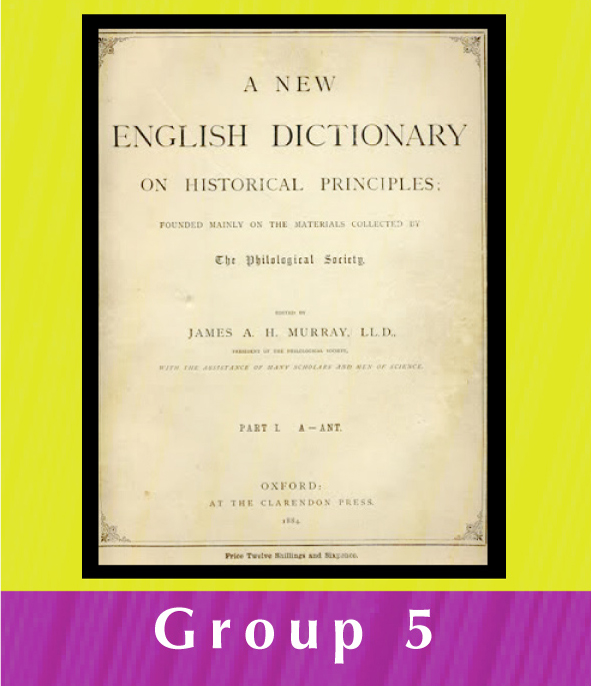 A NEW
ENGLISH DICTIONARY
ON HISTORICAL PRINCIPLES;
FOUNDED MAINLY ON THE MATERIALS COLLECTED BY
The Philological Society.
EDITED BY
JAMES A. H. MURRAY, LL.D.,
PRESIDENT OF THE PHILOLOGICAL SOCIETY,
WITH THE ASSISTANCE OF MANY SCHOLARS AND MEN OF SCIENCE.
PART I. A—ANT.
OXFORD:
AT THE CLARENDON PRESS.
1884.
Price Twelve Shillings and Sixpence.
Group 5